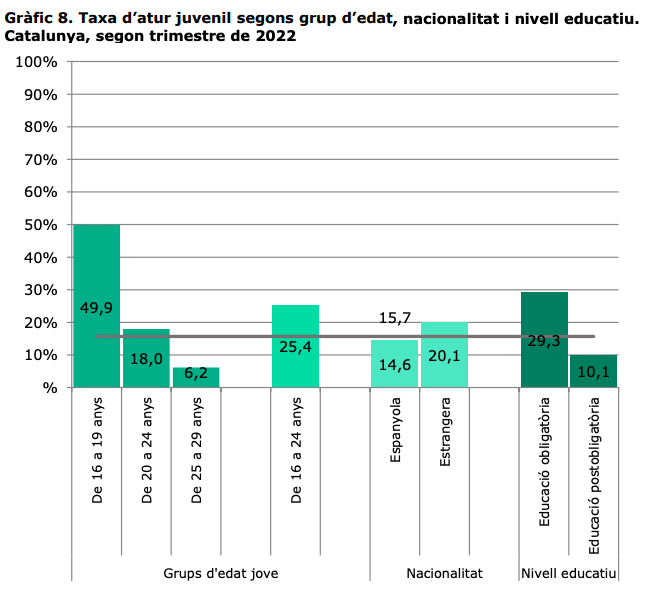 Gràfic 8. Taxa d’atur juvenil segons grup d’edat, nacionalitat i nivell educatiu.
Catalunya, segon trimestre de 2022
100%
90%
80%
70%
60%
50%
40%
30%
20%
10%
%
49,9
18,0
6,2
25,4
15,7
14,6
20,1
29,3
10,1
De 16 a 19 anys
De 20 a 24 anys
De 25 a 29 anys
De 16 a 24 anys
Espanyola
Estrangera
Educació obligatòria
Educació postobligatòria
Grups d'edat jove
Nacionalitat
Nivell educatiu